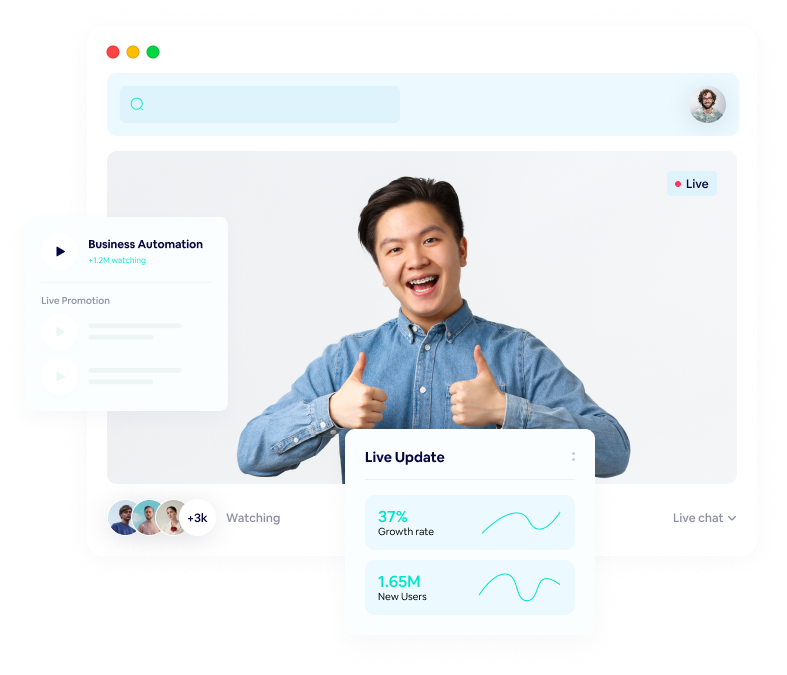 Live
Business Automation
+1.2M watching
Live Promotion
Live Update
37%
Growth rate
1.65M
New Users
+3k
Watching
Live chat